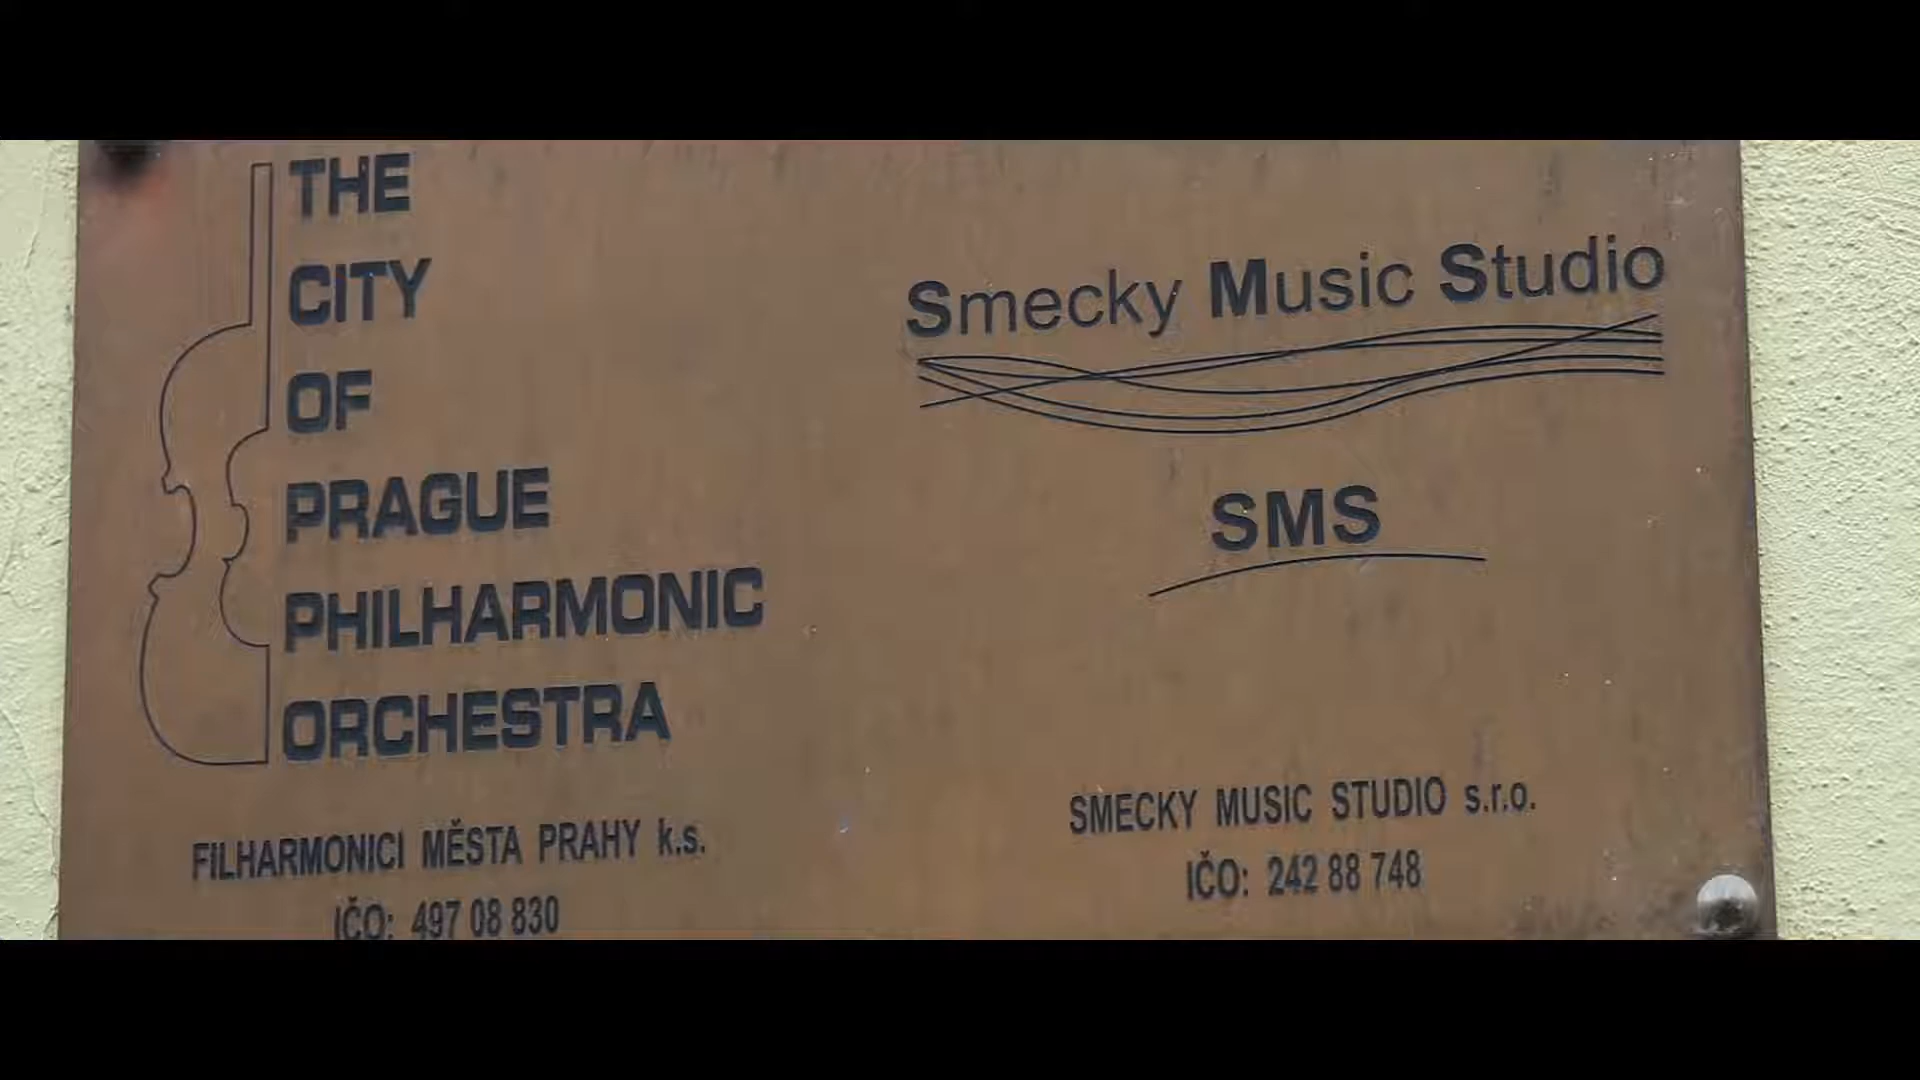 THE
CITY
OF
PRAGUE
PHILHARMONIC
ORCHESTRA
FILHARMONICI MĚSTA PRAHY k.s.
IČO: 497 08 830
Smecky Music Studio
SMS
SMECKY MUSIC STUDIO s.r.o.
IČO: 242 88 748